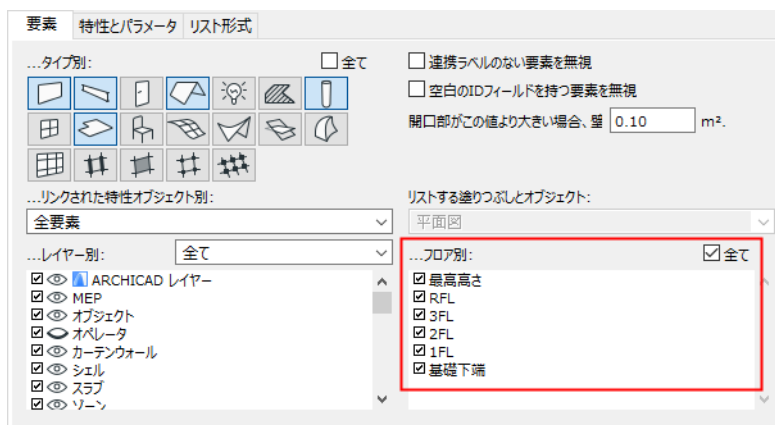 要素 特性とパラメータ リスト形式
...タイプ別: 全て
連携ラベルのない要素を無視
空白のIDフィールドを持つ要素を無視
開口部がこの値より大きい場合、壁 0.10 m².
...リンクされた特性オブジェクト別:
全要素
リストする塗りつぶしとオブジェクト:
平面図
...レイヤー別: 全て
ARCHICAD レイヤー
MEP
オブジェクト
オペレータ
カーテンウォール
シェル
スラブ
ゾーン
...フロア別: 全て
最高高さ
RFL
3FL
2FL
1FL
基礎下端